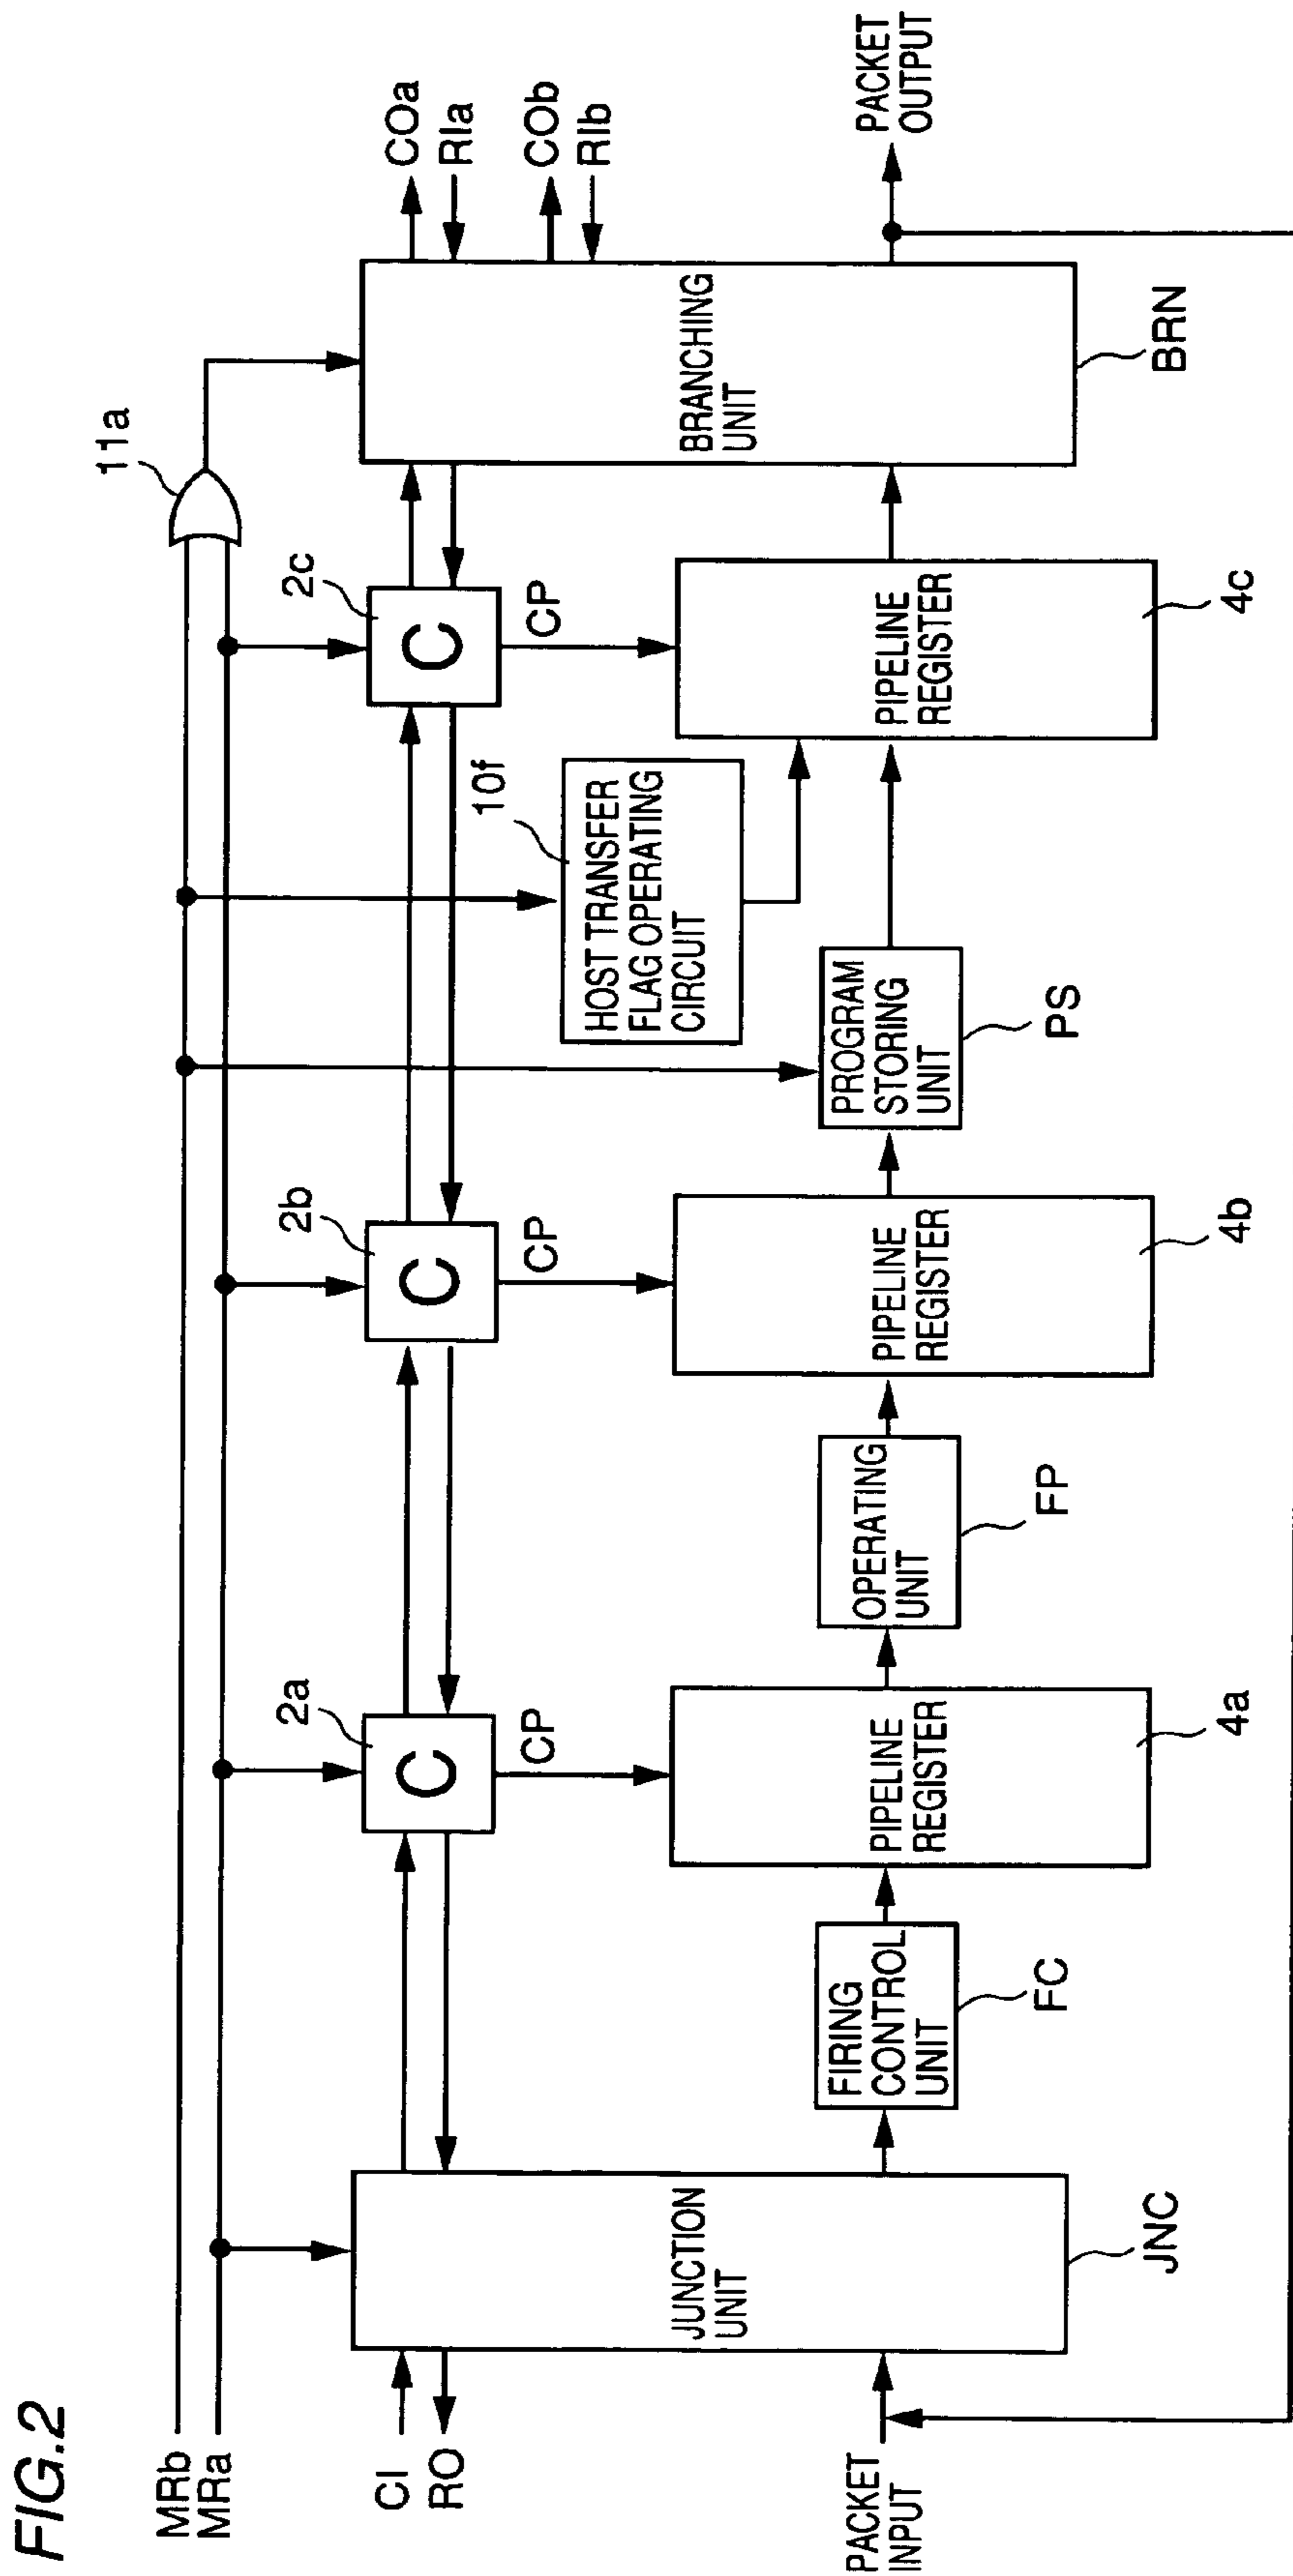 FIG.2
MRb
MRa
11a
CI
RO
2a
C
CP
2b
C
CP
2c
C
CP
COa
RIa
COb
RIb
HOST TRANSFER
FLAG OPERATING
CIRCUIT
10f
JUNCTION
UNIT
JNC
FIRING
CONTROL
UNIT
FC
PIPELINE
REGISTER
4a
OPERATING
UNIT
FP
PIPELINE
REGISTER
4b
PROGRAM
STORING
UNIT
PS
PIPELINE
REGISTER
4c
BRANCHING
UNIT
BRN
PACKET
INPUT
PACKET
OUTPUT